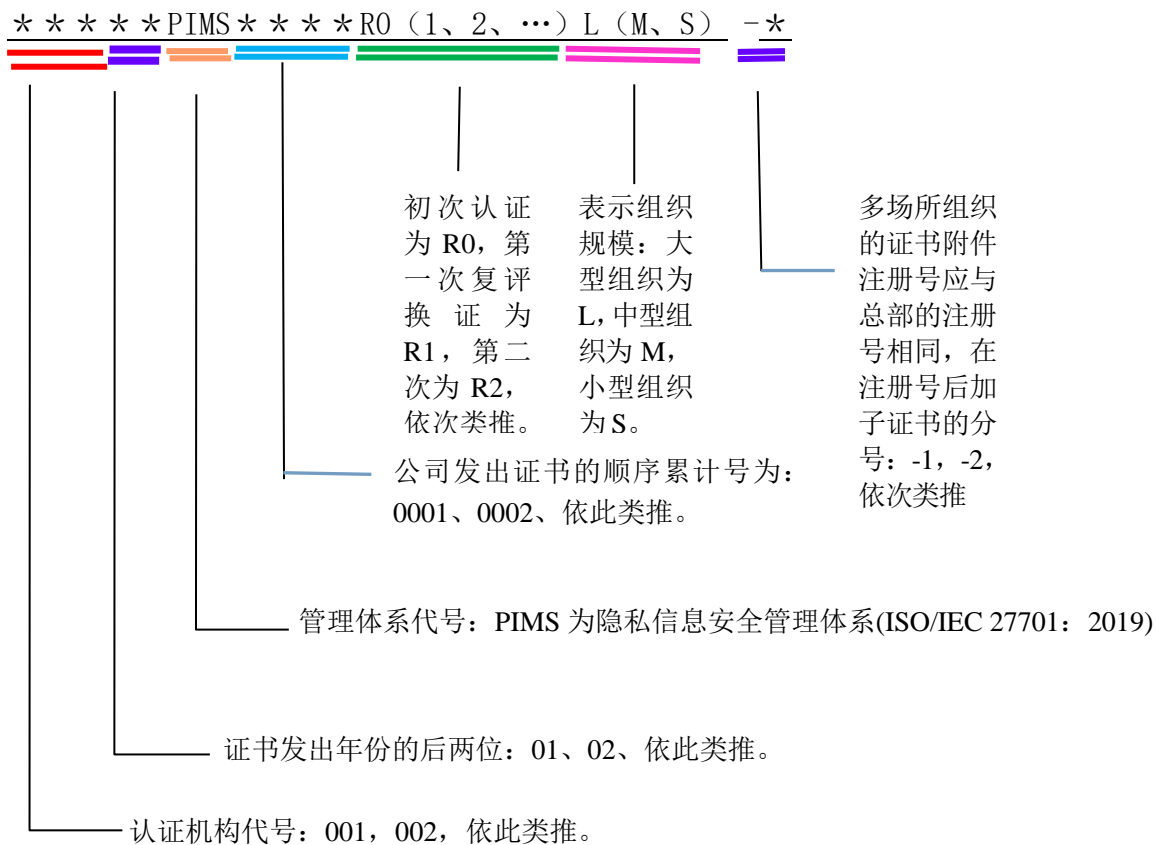 ＊＊＊＊＊PIMS＊＊＊＊R0（1、2、…）L（M、S） -＊
初次认证
为 R0，第
一次复评
换证为
R1，第二
次为 R2，
依次类推。
表示组织
规模：大
型组织为
L，中型组
织为 M，
小型组织
为 S。
多场所组织
的证书附件
注册号应与
总部的注册
号相同，在
注册号后加
子证书的分
号：-1，-2，
依次类推
公司发出证书的顺序累计号为：
0001、0002、依此类推。
管理体系代号：PIMS 为隐私信息安全管理体系(ISO/IEC 27701：2019)
证书发出年份的后两位：01、02、依此类推。
认证机构代号：001，002，依此类推。